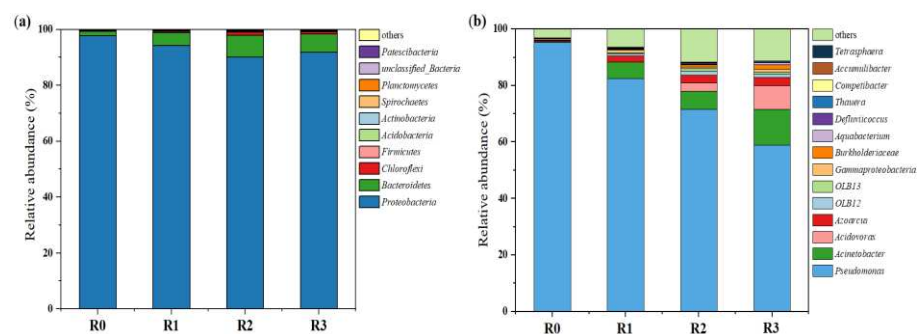 (a)
100
80
60
40
20
0
Relative abundance (%)
R0 R1 R2 R3
others
Patescibacteria
unclassified_Bacteria
Planctomycetes
Spirochaetes
Actinobacteria
Acidobacteria
Firmicutes
Chloroflexi
Bacteroidetes
Proteobacteria
(b)
100
80
60
40
20
0
Relative abundance (%)
R0 R1 R2 R3
others
Tetrasphaera
Accumulibacter
Competibacter
Thauera
Defluviicoccus
Aquabacterium
Burkholderiaceae
Gammaproteobacteria
OLB13
OLB12
Azoarcus
Acidovorax
Acinetobacter
Pseudomonas